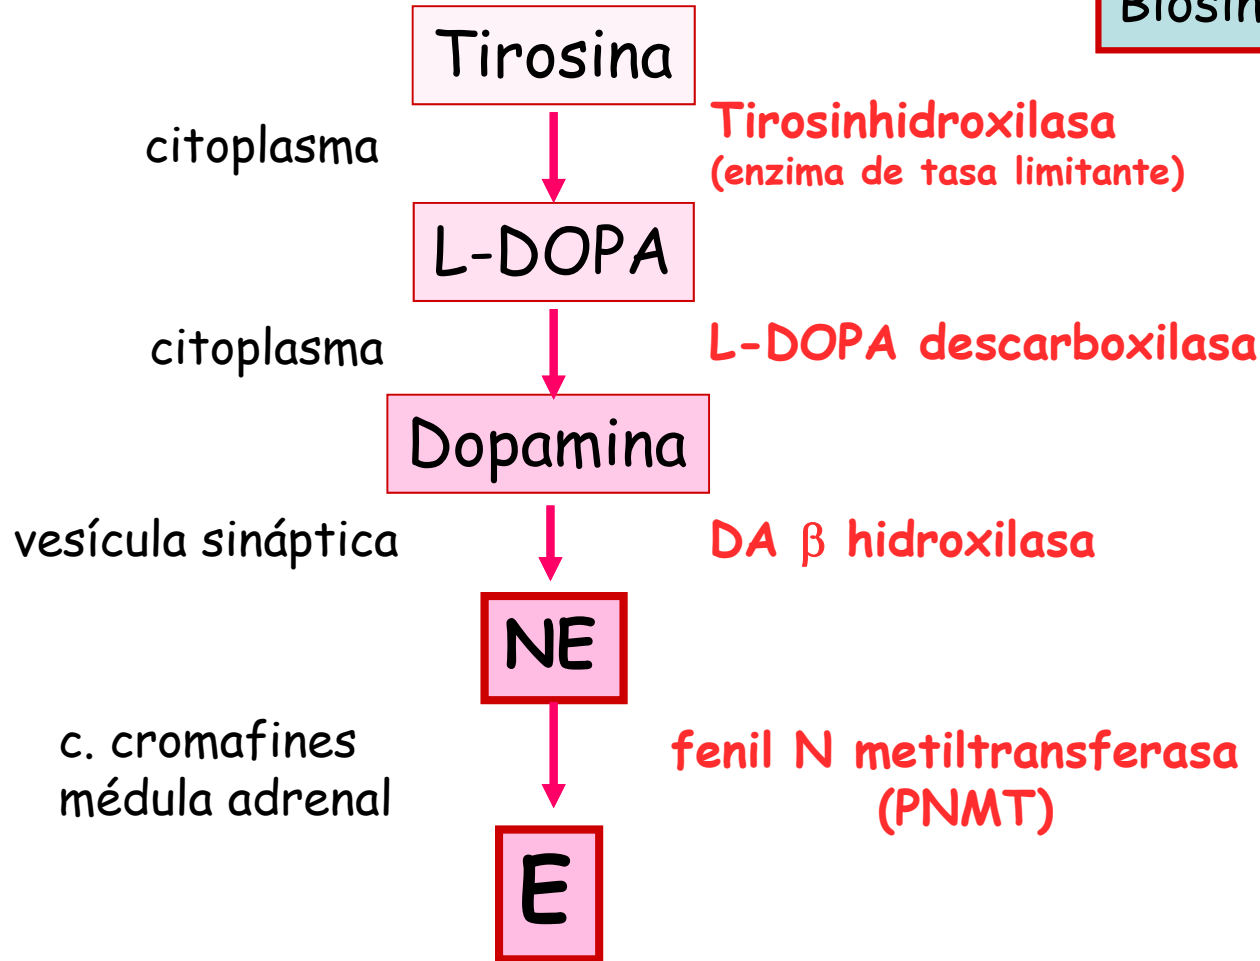 Tirosina
citoplasma
Tirosinhidroxilasa
(enzima de tasa limitante)
L-DOPA
citoplasma
L-DOPA descarboxilasa
Dopamina
vesícula sináptica
DA β hidroxilasa
NE
c. cromafines
médula adrenal
fenil N metiltransferasa
(PNMT)
E